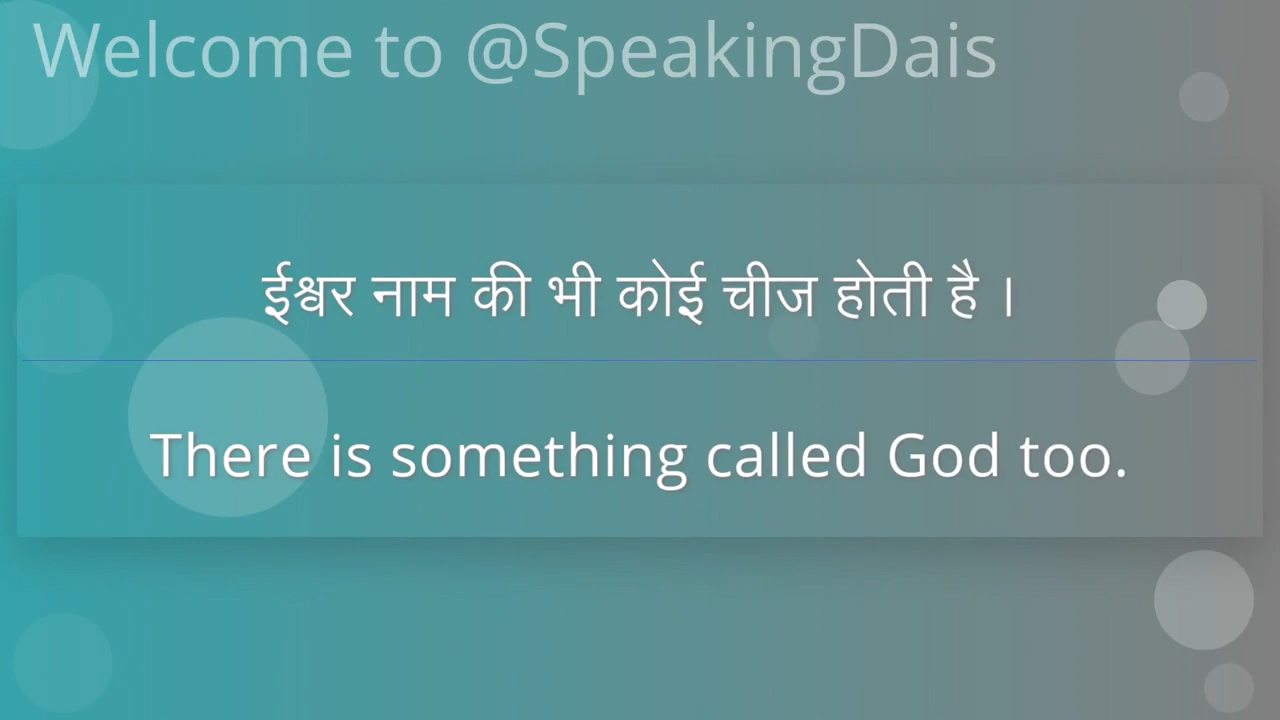 Welcome to @SpeakingDais
ईश्वर नाम की भी कोई चीज होती है ।
There is something called God too.